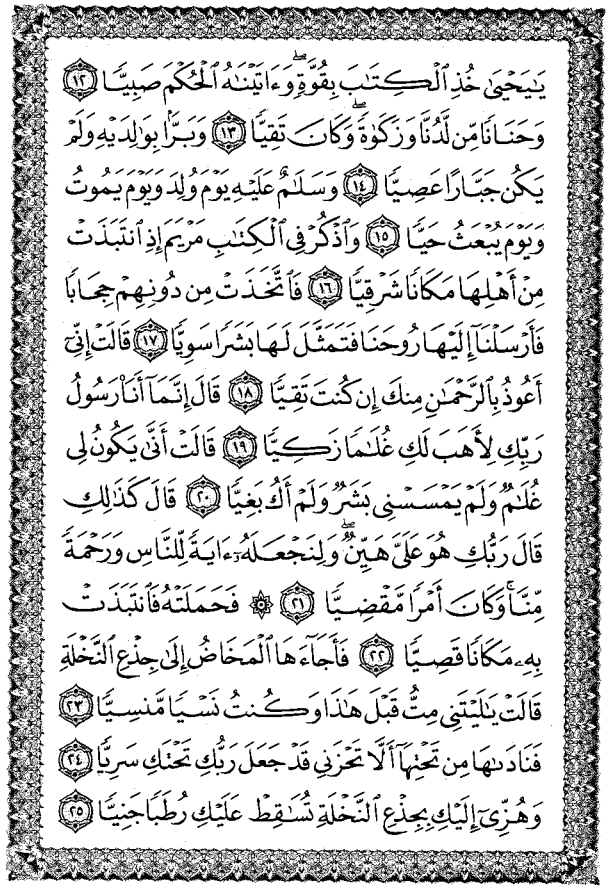 يَٰيَحۡيَىٰ خُذِ ٱلۡكِتَٰبَ بِقُوَّةٖۖ وَءَاتَيۡنَٰهُ ٱلۡحُكۡمَ صَبِيّٗا ١٢
وَحَنَانٗا مِّن لَّدُنَّا وَزَكَوٰةٗۖ وَكَانَ تَقِيّٗا ١٣ وَبَرَّۢا بِوَٰلِدَيۡهِ وَلَمۡ
يَكُن جَبَّارًا عَصِيّٗا ١٤ وَسَلَٰمٌ عَلَيۡهِ يَوۡمَ وُلِدَ وَيَوۡمَ يَمُوتُ
وَيَوۡمَ يُبۡعَثُ حَيّٗا ١٥ وَٱذۡكُرۡ فِي ٱلۡكِتَٰبِ مَرۡيَمَ إِذِ ٱنتَبَذَتۡ
مِنۡ أَهۡلِهَا مَكَانٗا شَرۡقِيّٗا ١٦ فَٱتَّخَذَتۡ مِن دُونِهِمۡ حِجَابٗا
فَأَرۡسَلۡنَآ إِلَيۡهَا رُوحَنَا فَتَمَثَّلَ لَهَا بَشَرٗا سَوِيّٗا ١٧ قَالَتۡ إِنِّيٓ
أَعُوذُ بِٱلرَّحۡمَٰنِ مِنكَ إِن كُنتَ تَقِيّٗا ١٨ قَالَ إِنَّمَآ أَنَا۠ رَسُولُ
رَبِّكِ لِأَهَبَ لَكِ غُلَٰمٗا زَكِيّٗا ١٩ قَالَتۡ أَنَّىٰ يَكُونُ لِي
غُلَٰمٞ وَلَمۡ يَمۡسَسۡنِي بَشَرٞ وَلَمۡ أَكُ بَغِيّٗا ٢٠ قَالَ كَذَٰلِكِ
قَالَ رَبُّكِ هُوَ عَلَيَّ هَيِّنٞۖ وَلِنَجۡعَلَهُۥٓ ءَايَةٗ لِّلنَّاسِ وَرَحۡمَةٗ
مِّنَّاۚ وَكَانَ أَمۡرٗا مَّقۡضِيّٗا ٢١ ۞ فَحَمَلَتۡهُ فَٱنتَبَذَتۡ
بِهِۦ مَكَانٗا قَصِيّٗا ٢٢ فَأَجَآءَهَا ٱلۡمَخَاضُ إِلَىٰ جِذۡعِ ٱلنَّخۡلَةِ
قَالَتۡ يَٰلَيۡتَنِي مِتُّ قَبۡلَ هَٰذَا وَكُنتُ نَسۡيٗا مَّنسِيّٗا ٢٣
فَنَادَىٰهَا مِن تَحۡتِهَآ أَلَّا تَحۡزَنِي قَدۡ جَعَلَ رَبُّكِ تَحۡتَكِ سَرِيّٗا ٢٤
وَهُزِّيٓ إِلَيۡكِ بِجِذۡعِ ٱلنَّخۡلَةِ تُسَٰقِطۡ عَلَيۡكِ رُطَبٗا جَنِيّٗا ٢٥